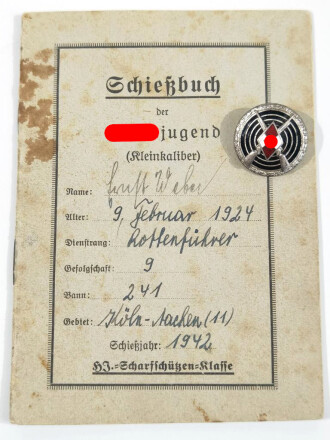 Schießbuch
der
jugend
(Kleinkaliber)
Name: Ernst Weber
Alter: 9. Februar 1924
Dienstrang: Rottenführer
Gefolgschaft: 9
Bann: 241
Gebiet: Köln-Aachen (11)
Schießjahr: 1942
HJ.=Scharfschützen=Klasse